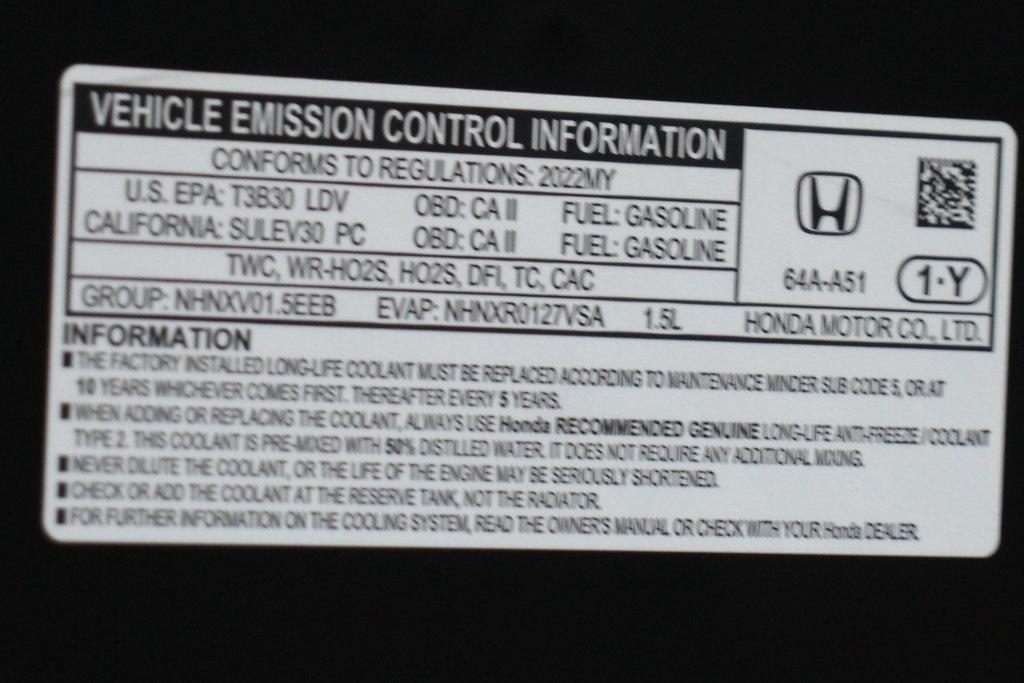 VEHICLE EMISSION CONTROL INFORMATION
CONFORMS TO REGULATIONS: 2022MY
U.S. EPA: T3B30 LDV OBD: CA II FUEL: GASOLINE
CALIFORNIA: SULEV30 PC OBD: CA II FUEL: GASOLINE
TWC, WR-HO2S, HO2S, DFI, TC, CAC
64A-A51 1·Y
GROUP: NHNXV01.5EEB EVAP: NHNXR0127VSA 1.5L HONDA MOTOR CO., LTD.
INFORMATION
THE FACTORY INSTALLED LONG-LIFE COOLANT MUST BE REPLACED ACCORDING TO MAINTENANCE MINDER SUB CODE 5, OR AT
10 YEARS WHICHEVER COMES FIRST. THEREAFTER EVERY 5 YEARS.
WHEN ADDING OR REPLACING THE COOLANT, ALWAYS USE Honda RECOMMENDED GENUINE LONG-LIFE ANTI-FREEZE / COOLANT
TYPE 2. THIS COOLANT IS PRE-MIXED WITH 50% DISTILLED WATER. IT DOES NOT REQUIRE ANY ADDITIONAL MIXING.
NEVER DILUTE THE COOLANT, OR THE LIFE OF THE ENGINE MAY BE SERIOUSLY SHORTENED.
CHECK OR ADD THE COOLANT AT THE RESERVE TANK, NOT THE RADIATOR.
FOR FURTHER INFORMATION ON THE COOLING SYSTEM, READ THE OWNER'S MANUAL OR CHECK WITH YOUR Honda DEALER.